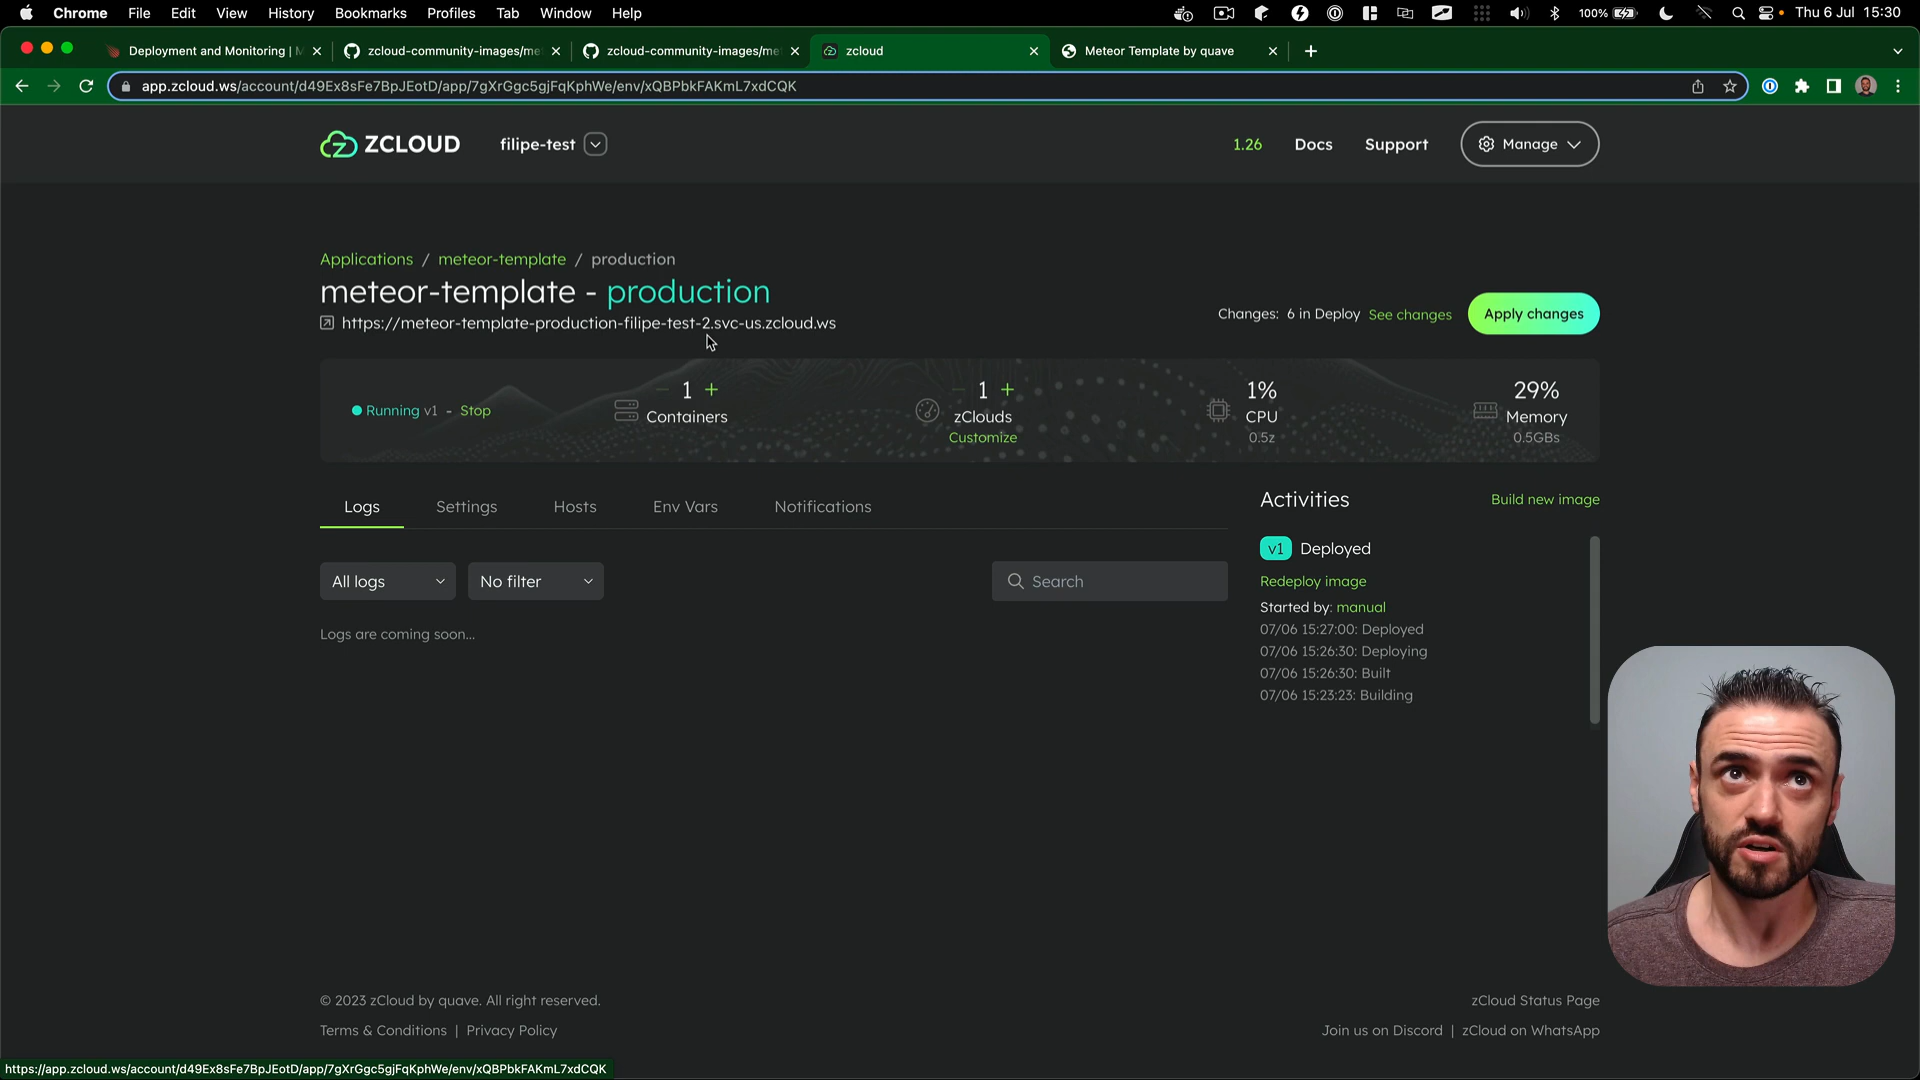 Chrome File Edit View History Bookmarks Profiles Tab Window Help 100% Thu 6 Jul 15:30
Deployment and Monitoring | M zcloud-community-images/me zcloud-community-images/me zcloud Meteor Template by quave
app.zcloud.ws/account/d49Ex8sFe7BpJEotD/app/7gXrGgc5gjFqKphWe/env/xQBPbkFAKmL7xdCQK
ZCLOUD filipe-test 1.26 Docs Support Manage
Applications / meteor-template / production
meteor-template - production
https://meteor-template-production-filipe-test-2.svc-us.zcloud.ws
Changes: 6 in Deploy See changes Apply changes
Running v1 - Stop
1 +
Containers
1 +
zClouds
Customize
1%
CPU
0.5z
29%
Memory
0.5GBs
Logs Settings Hosts Env Vars Notifications
All logs No filter Search
Logs are coming soon...
Activities Build new image
v1 Deployed
Redeploy image
Started by: manual
07/06 15:27:00: Deployed
07/06 15:26:30: Deploying
07/06 15:26:30: Built
07/06 15:23:23: Building
© 2023 zCloud by quave. All right reserved. zCloud Status Page
Terms & Conditions | Privacy Policy Join us on Discord | zCloud on WhatsApp
https://app.zcloud.ws/account/d49Ex8sFe7BpJEotD/app/7gXrGgc5gjFqKphWe/env/xQBPbkFAKmL7xdCQK